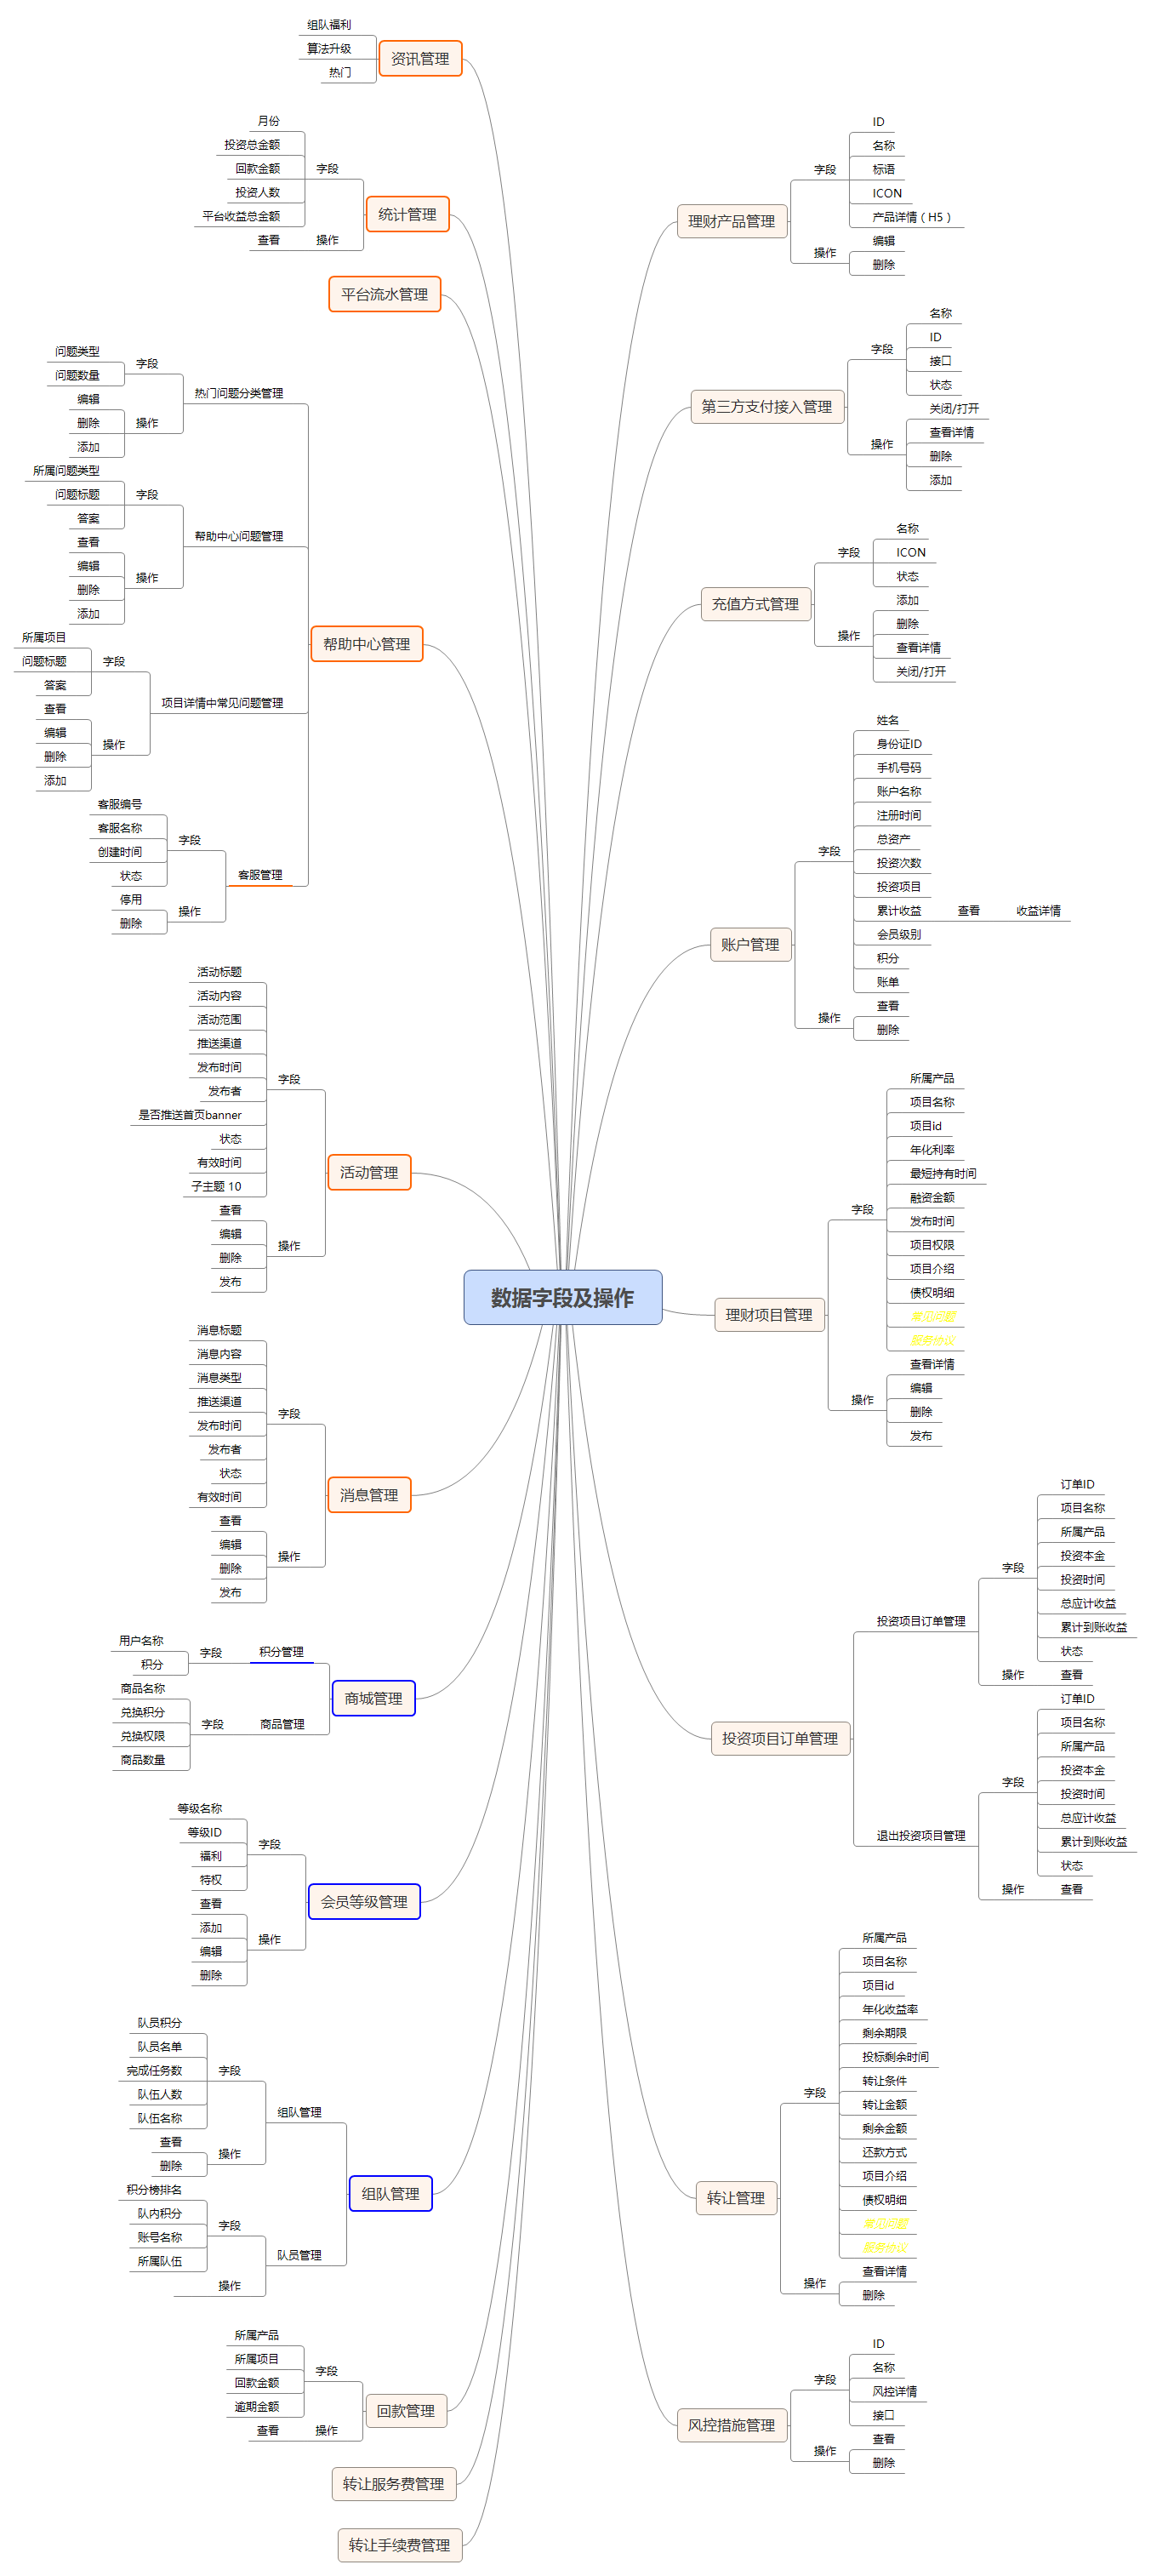 数据字段及操作
理财产品管理
字段
ID
名称
标语
ICON
产品详情（H5）
操作
编辑
删除
第三方支付接入管理
字段
名称
ID
接口
状态
操作
关闭/打开
查看详情
删除
添加
充值方式管理
字段
名称
ICON
状态
操作
添加
删除
查看详情
关闭/打开
账户管理
字段
姓名
身份证ID
手机号码
账户名称
注册时间
总资产
投资次数
投资项目
累计收益
查看
收益详情
会员级别
积分
账单
操作
查看
删除
理财项目管理
字段
所属产品
项目名称
项目id
年化利率
最短持有时间
融资金额
发布时间
项目权限
项目介绍
债权明细
常见问题
服务协议
操作
查看详情
编辑
删除
发布
投资项目订单管理
投资项目订单管理
字段
订单ID
项目名称
所属产品
投资本金
投资时间
总应计收益
累计到账收益
状态
操作
查看
退出投资项目管理
字段
订单ID
项目名称
所属产品
投资本金
投资时间
总应计收益
累计到账收益
状态
操作
查看
转让管理
字段
所属产品
项目名称
项目id
年化收益率
剩余期限
投标剩余时间
转让条件
转让金额
剩余金额
还款方式
项目介绍
债权明细
常见问题
服务协议
操作
查看详情
删除
风控措施管理
字段
ID
名称
风控详情
接口
操作
查看
删除
资讯管理
组队福利
算法升级
热门
统计管理
字段
月份
投资总金额
回款金额
投资人数
平台收益总金额
操作
查看
平台流水管理
帮助中心管理
热门问题分类管理
字段
问题类型
问题数量
操作
编辑
删除
添加
帮助中心问题管理
字段
所属问题类型
问题标题
答案
操作
查看
编辑
删除
添加
项目详情中常见问题管理
字段
所属项目
问题标题
答案
操作
查看
编辑
删除
添加
客服管理
字段
客服编号
客服名称
创建时间
状态
操作
停用
删除
活动管理
字段
活动标题
活动内容
活动范围
推送渠道
发布时间
发布者
是否推送首页banner
状态
有效时间
子主题 10
操作
查看
编辑
删除
发布
消息管理
字段
消息标题
消息内容
消息类型
推送渠道
发布时间
发布者
状态
有效时间
操作
查看
编辑
删除
发布
商城管理
积分管理
字段
用户名称
积分
商品管理
字段
商品名称
兑换积分
兑换权限
商品数量
会员等级管理
字段
等级名称
等级ID
福利
特权
操作
查看
添加
编辑
删除
组队管理
组队管理
字段
队员积分
队员名单
完成任务数
队伍人数
队伍名称
操作
查看
删除
队员管理
字段
积分榜排名
队内积分
账号名称
所属队伍
操作
回款管理
字段
所属产品
所属项目
回款金额
逾期金额
操作
查看
转让服务费管理
转让手续费管理